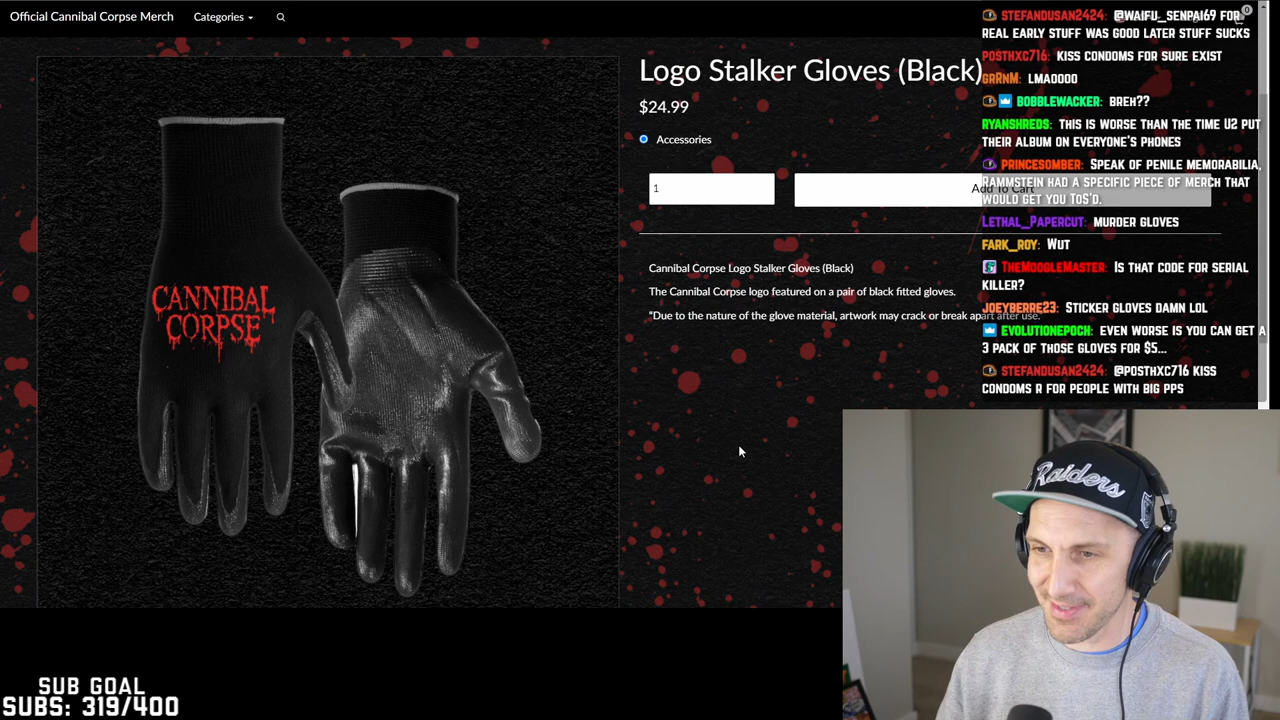 Official Cannibal Corpse Merch
Categories
Logo Stalker Gloves (Black)
$24.99
Accessories
1
Add To Cart
Cannibal Corpse Logo Stalker Gloves (Black)
The Cannibal Corpse logo featured on a pair of black fitted gloves.
*Due to the nature of the glove material, artwork may crack or break apart after use.
CANNIBAL
CORPSE
0
STEFANDUSAN2424: @WAIFU_SENPAI69 FOR
REAL EARLY STUFF WAS GOOD LATER STUFF SUCKS
POSTHXC716: KISS CONDOMS FOR SURE EXIST
GRRNM: LMAOOOO
BOBBLEWACKER: BREH??
RYANSHREDS: THIS IS WORSE THAN THE TIME U2 PUT
THEIR ALBUM ON EVERYONE'S PHONES
PRINCESOMBER: SPEAK OF PENILE MEMORABILIA,
RAMMSTEIN HAD A SPECIFIC PIECE OF MERCH THAT
WOULD GET YOU TOS'D.
LETHAL_PAPERCUT: MURDER GLOVES
FARK_ROY: WUT
THEMOOGLEMASTER: IS THAT CODE FOR SERIAL
KILLER?
JOEYBERRE23: STICKER GLOVES DAMN LOL
EVOLUTIONEPOCH: EVEN WORSE IS YOU CAN GET A
3 PACK OF THOSE GLOVES FOR $5...
STEFANDUSAN2424: @POSTHXC716 KISS
CONDOMS R FOR PEOPLE WITH BIG PPS
Raiders
SUB GOAL
SUBS: 319/400